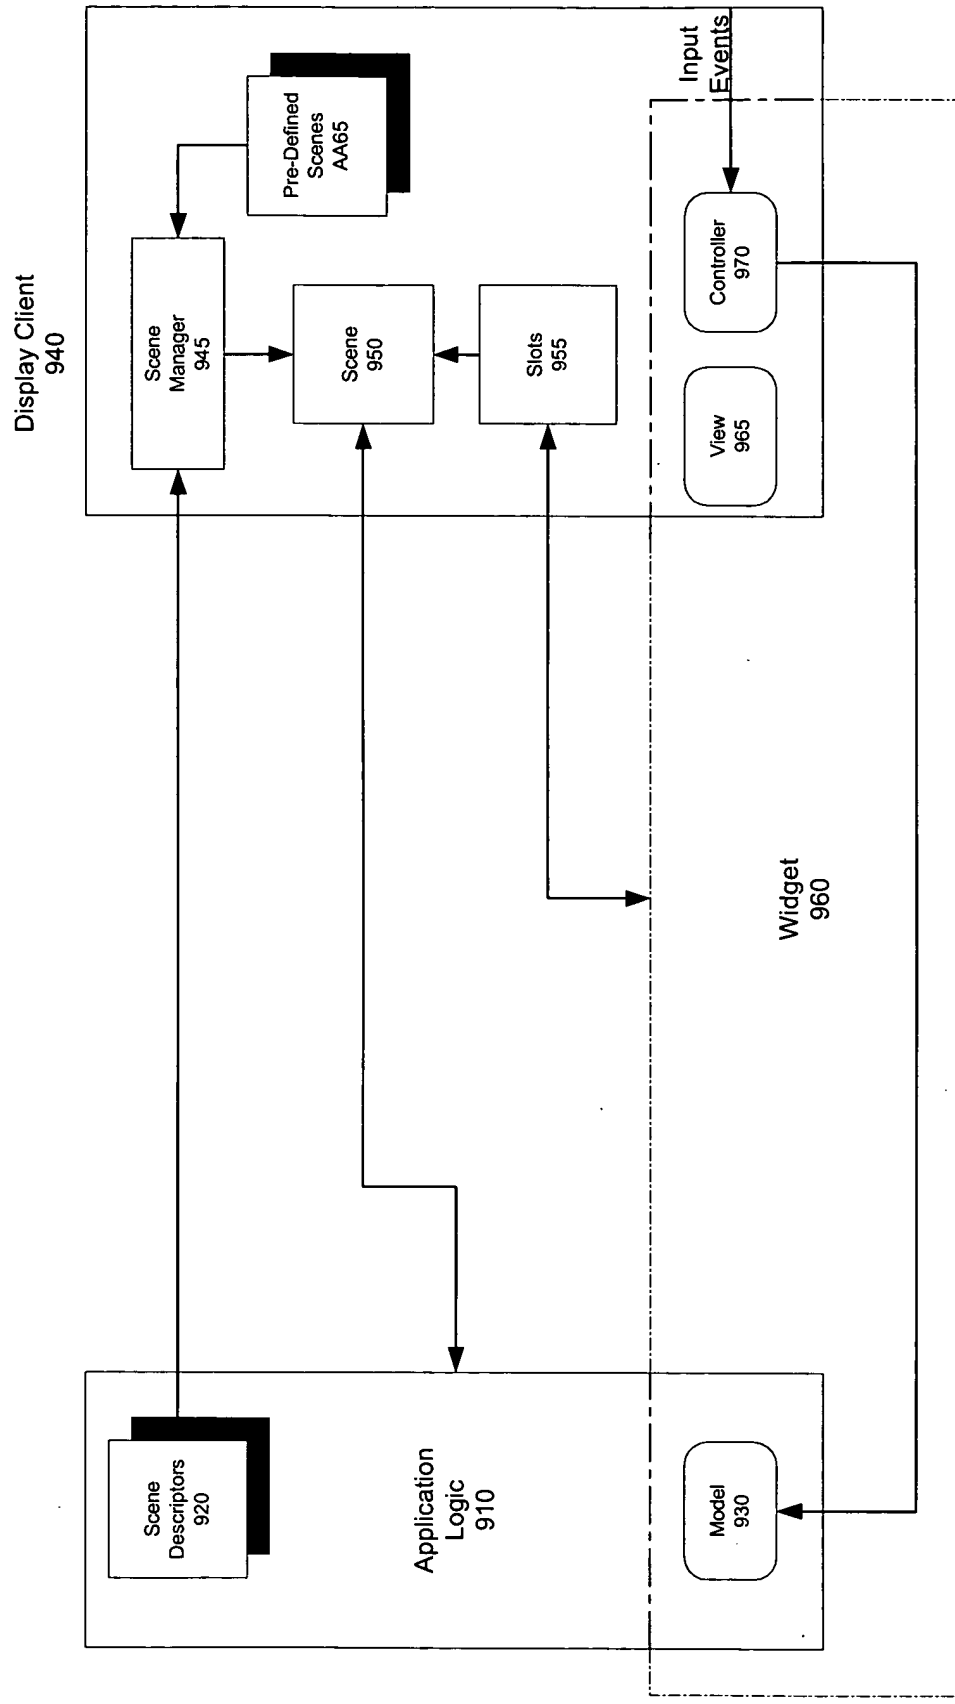 Display Client
940
Scene
Manager
945
Pre-Defined
Scenes
AA65
Scene
950
Slots
955
Input
Events
Controller
970
View
965
Widget
960
Scene
Descriptors
920
Application
Logic
910
Model
930